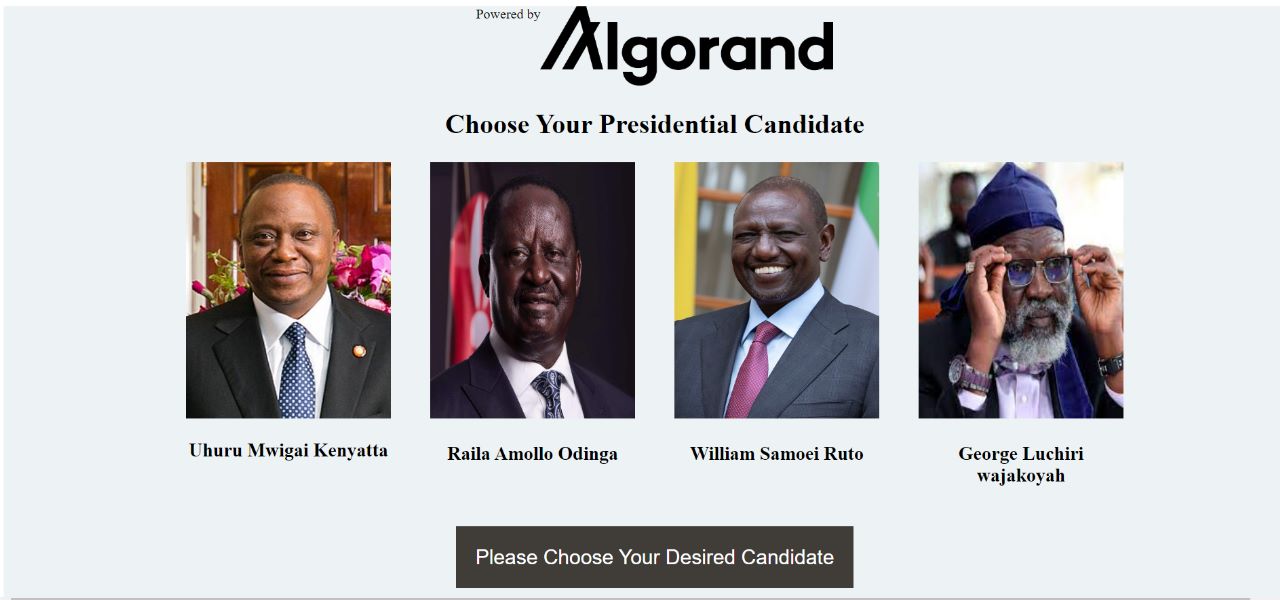 Powered by
Algorand
Choose Your Presidential Candidate
Uhuru Mwigai Kenyatta
Raila Amollo Odinga
William Samoei Ruto
George Luchiri
wajakoyah
Please Choose Your Desired Candidate